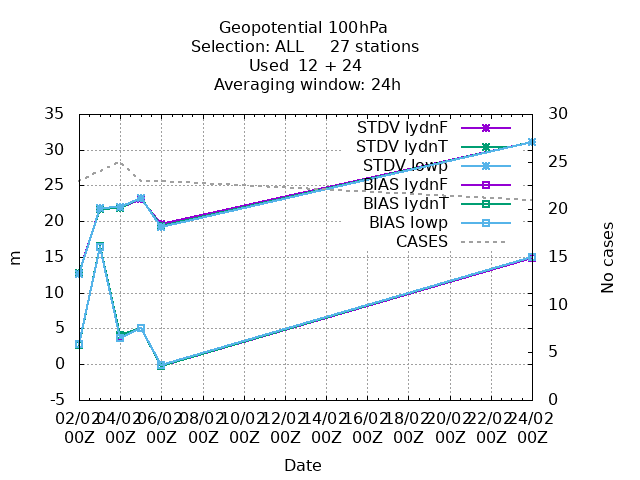 Geopotential 100hPa
Selection: ALL 27 stations
Used 12 + 24
Averaging window: 24h
35
30
25
20
15
10
5
0
-5
m
30
25
20
15
10
5
0
No cases
STDV lydnF
STDV lydnT
STDV lowp
BIAS lydnF
BIAS lydnT
BIAS lowp
CASES
02/02 04/02 06/02 08/02 10/02 12/02 14/02 16/02 18/02 20/02 22/02 24/02
00Z 00Z 00Z 00Z 00Z 00Z 00Z 00Z 00Z 00Z 00Z 00Z
Date